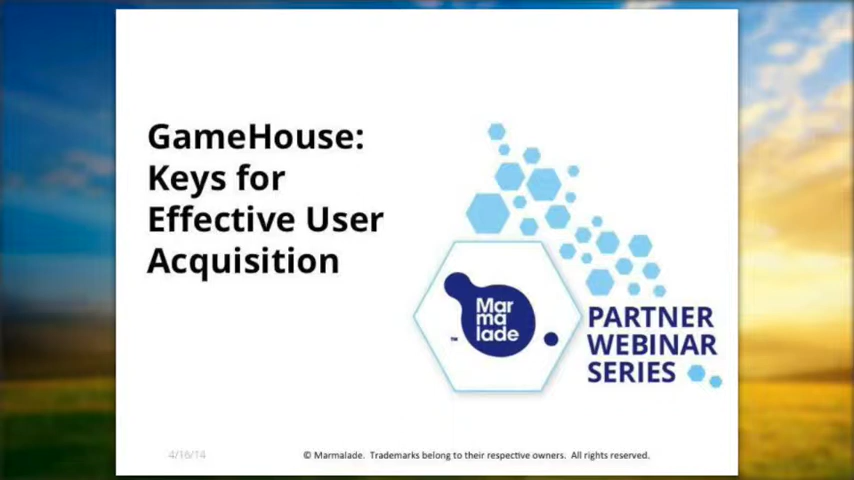 GameHouse:
Keys for
Effective User
Acquisition
Mar
ma
lade
™
PARTNER
WEBINAR
SERIES
4/16/14
© Marmalade. Trademarks belong to their respective owners. All rights reserved.